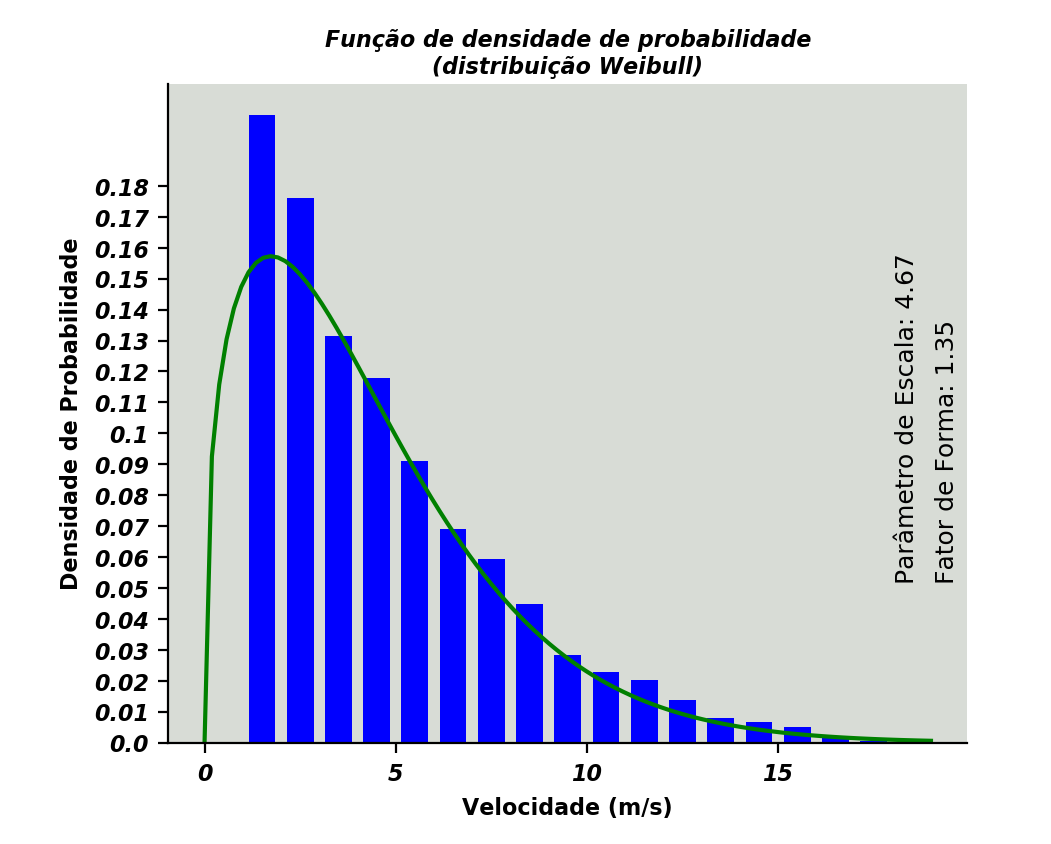 Função de densidade de probabilidade
(distribuição Weibull)
Densidade de Probabilidade
0.18
0.17
0.16
0.15
0.14
0.13
0.12
0.11
0.1
0.09
0.08
0.07
0.06
0.05
0.04
0.03
0.02
0.01
0.0
Parâmetro de Escala: 4.67
Fator de Forma: 1.35
0 5 10 15
Velocidade (m/s)